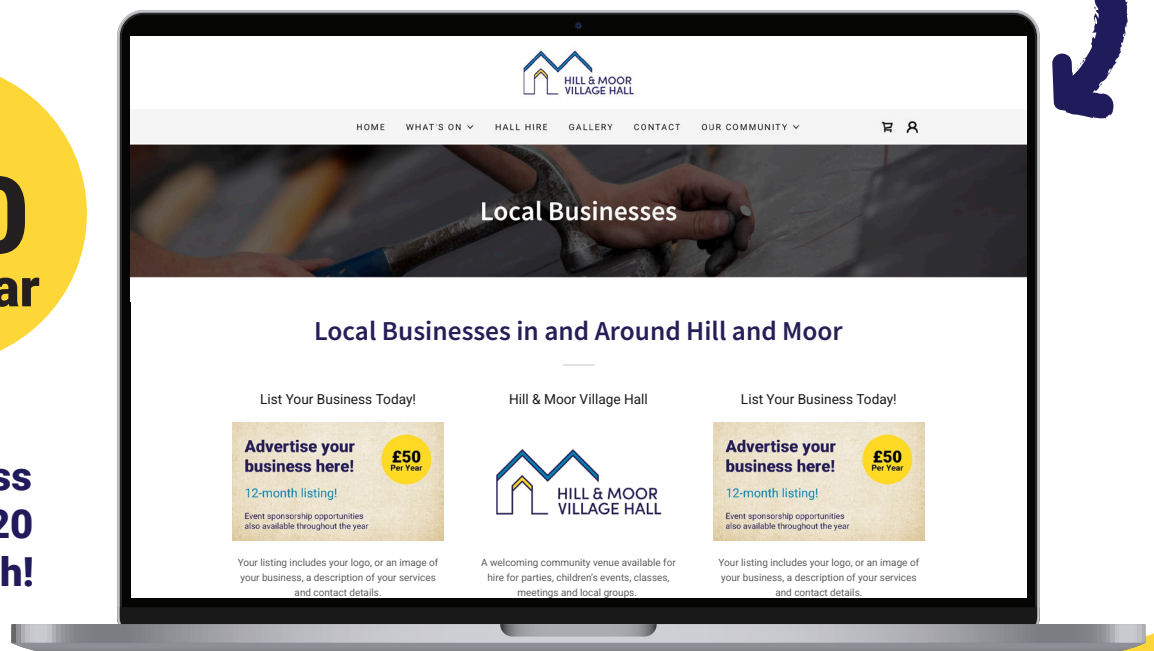 HILL & MOOR
VILLAGE HALL
HOME WHAT'S ON HALL HIRE GALLERY CONTACT OUR COMMUNITY
Local Businesses
0
ar
Local Businesses in and Around Hill and Moor
List Your Business Today!
Advertise your
business here!
£50
Per Year
12-month listing!
Event sponsorship opportunities
also available throughout the year
Your listing includes your logo, or an image of
your business, a description of your services
and contact details.
Hill & Moor Village Hall
HILL & MOOR
VILLAGE HALL
A welcoming community venue available for
hire for parties, children's events, classes,
meetings and local groups.
List Your Business Today!
Advertise your
business here!
£50
Per Year
12-month listing!
Event sponsorship opportunities
also available throughout the year
Your listing includes your logo, or an image of
your business, a description of your services
and contact details.
ss
20
h!